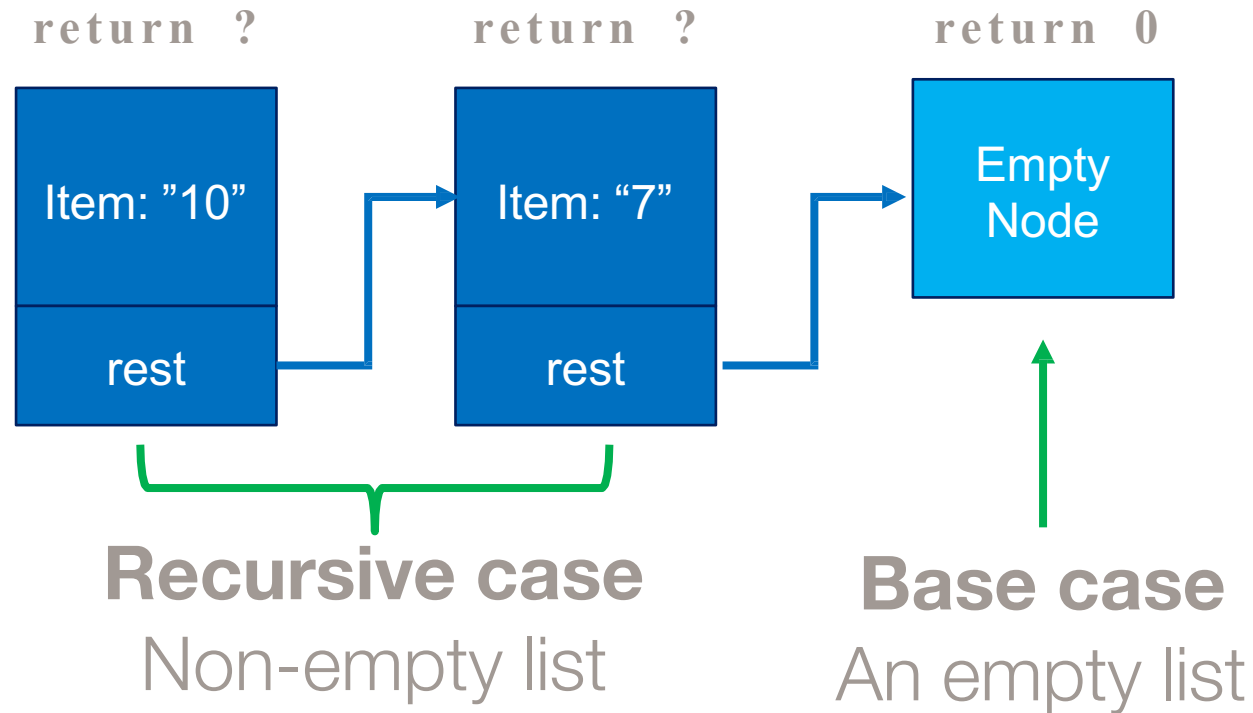 return ? return ? return 0
Item: ”10” Item: “7” Empty
Node
rest rest
Recursive case Base case
Non-empty list An empty list